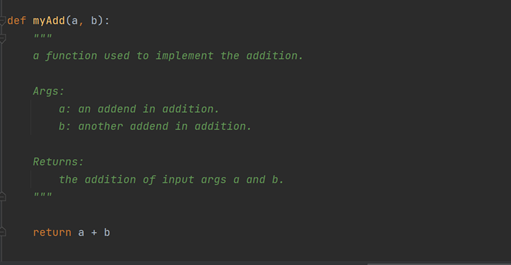 def myAdd(a, b):
    """
    a function used to implement the addition.

    Args:
        a: an addend in addition.
        b: another addend in addition.

    Returns:
        the addition of input args a and b.
    """

    return a + b